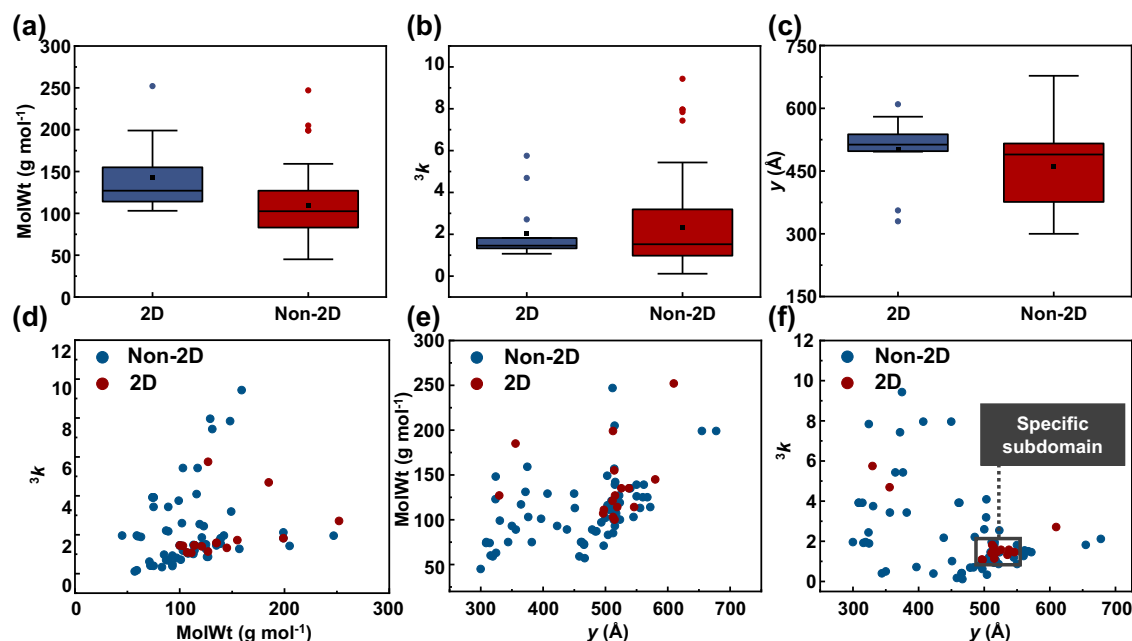 (a)
300
250
200
150
100
50
0
MolWt (g mol⁻¹)
2D
Non-2D
(b)
10
8
6
4
2
0
³k
2D
Non-2D
(c)
750
600
450
300
150
y (Å)
2D
Non-2D
(d)
12
10
8
6
4
2
0
³k
Non-2D
2D
0
100
200
300
MolWt (g mol⁻¹)
(e)
300
250
200
150
100
50
MolWt (g mol⁻¹)
Non-2D
2D
300
400
500
600
700
y (Å)
(f)
12
10
8
6
4
2
0
³k
Non-2D
2D
Specific
subdomain
300
400
500
600
700
y (Å)